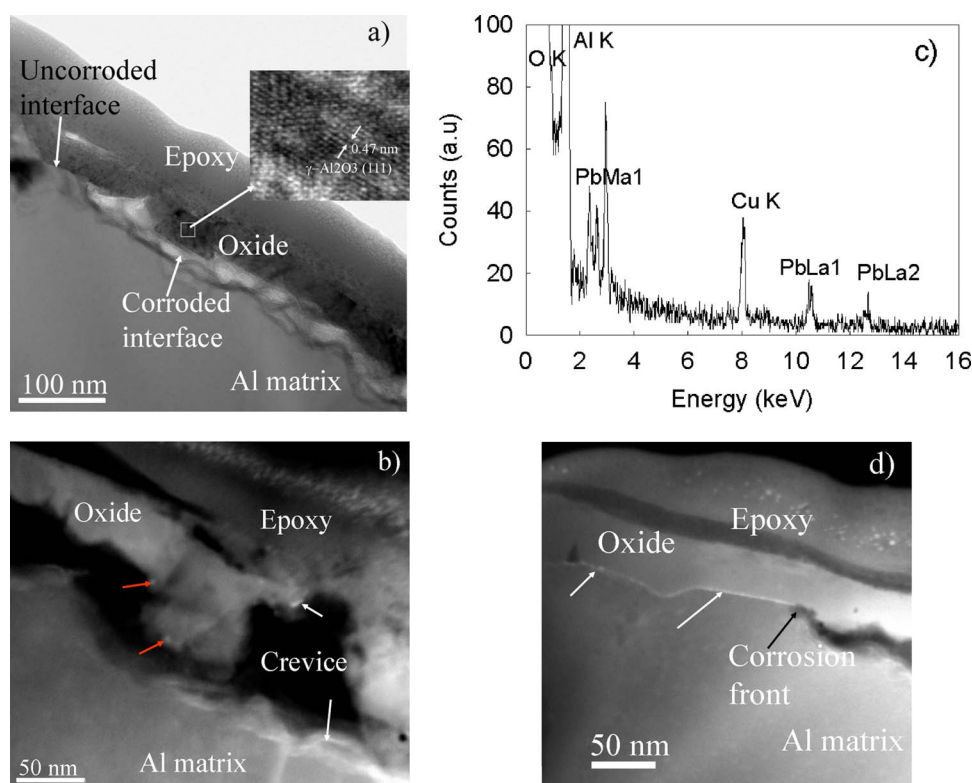 a)
Uncorroded
interface
0.47 nm
γ-Al2O3 (111)
Epoxy
Oxide
Corroded
interface
Al matrix
100 nm
c)
100
80
60
40
20
0
Counts (a.u)
O K
Al K
PbMa1
Cu K
PbLa1
PbLa2
0 2 4 6 8 10 12 14 16
Energy (keV)
b)
Oxide
Epoxy
Crevice
Al matrix
50 nm
d)
Epoxy
Oxide
Corrosion
front
Al matrix
50 nm